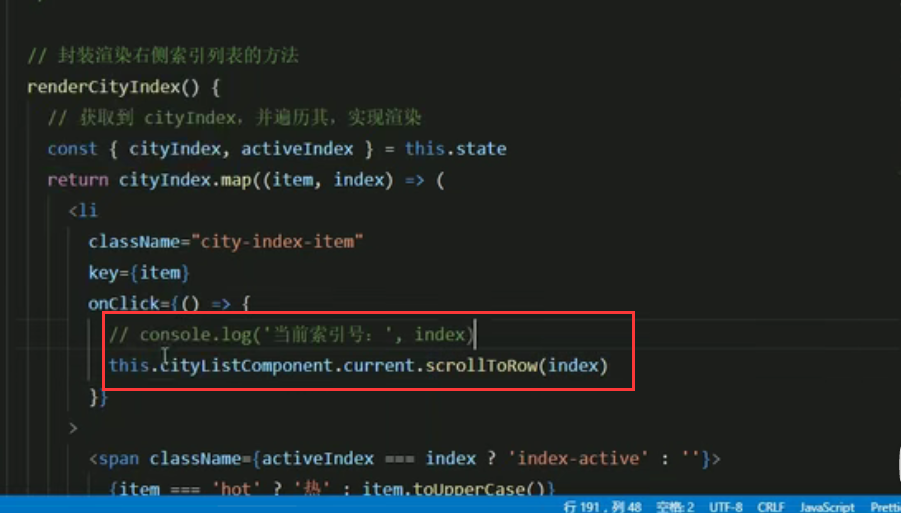 // 封装渲染右侧索引列表的方法
renderCityIndex() {
// 获取到 cityIndex，并遍历其，实现渲染
const { cityIndex, activeIndex } = this.state
return cityIndex.map((item, index) => (
<li
className="city-index-item"
key={item}
onClick={() => {
// console.log('当前索引号：', index)
this.cityListComponent.current.scrollToRow(index)
}}
>
<span className={activeIndex === index ? 'index-active' : ''}>
{item === 'hot' ? '热' : item.toUpperCase()}
行 191，列 48 空格: 2 UTF-8 CRLF JavaScript Pretti